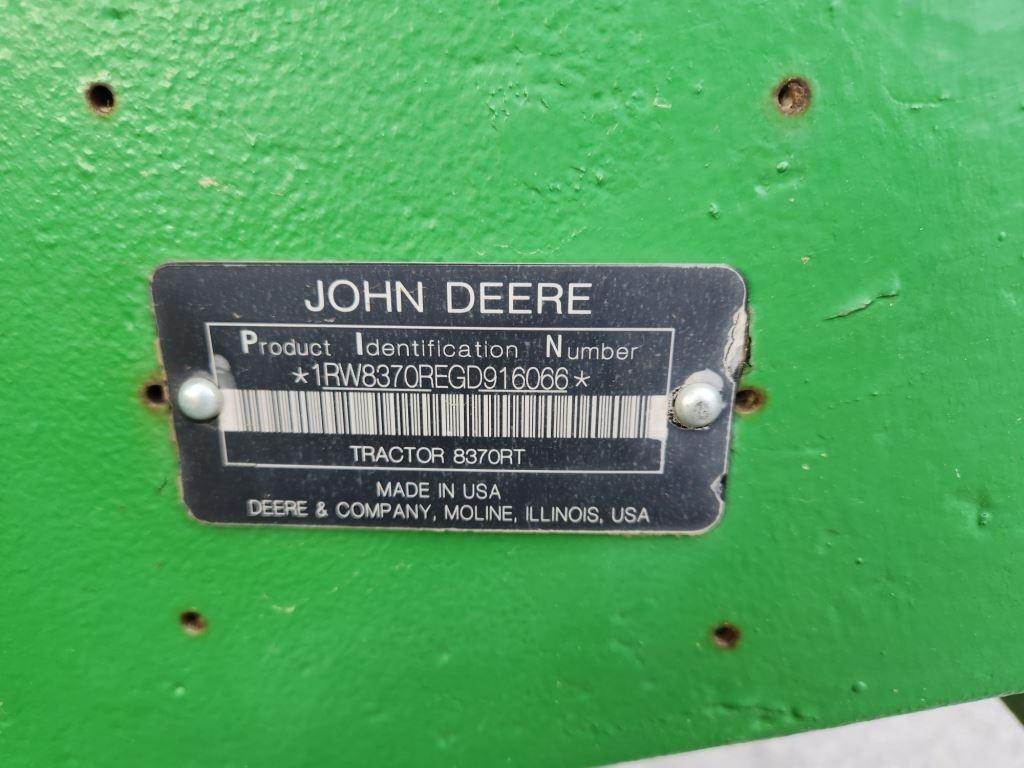 JOHN DEERE
Product Identification Number
*1RW8370REGD916066*
TRACTOR 8370RT
MADE IN USA
DEERE & COMPANY, MOLINE, ILLINOIS, USA